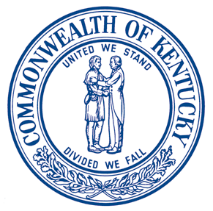 COMMONWEALTH OF KENTUCKY
UNITED WE STAND
DIVIDED WE FALL